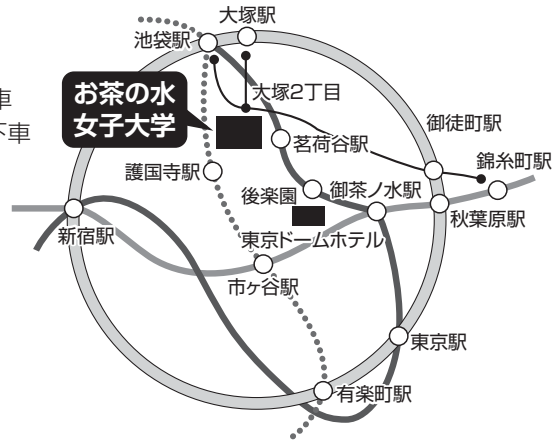 大塚駅
池袋駅
車
下車
お茶の水
女子大学
大塚2丁目
御徒町駅
茗荷谷駅
錦糸町駅
護国寺駅
後楽園
御茶ノ水駅
秋葉原駅
新宿駅
東京ドームホテル
市ヶ谷駅
東京駅
有楽町駅